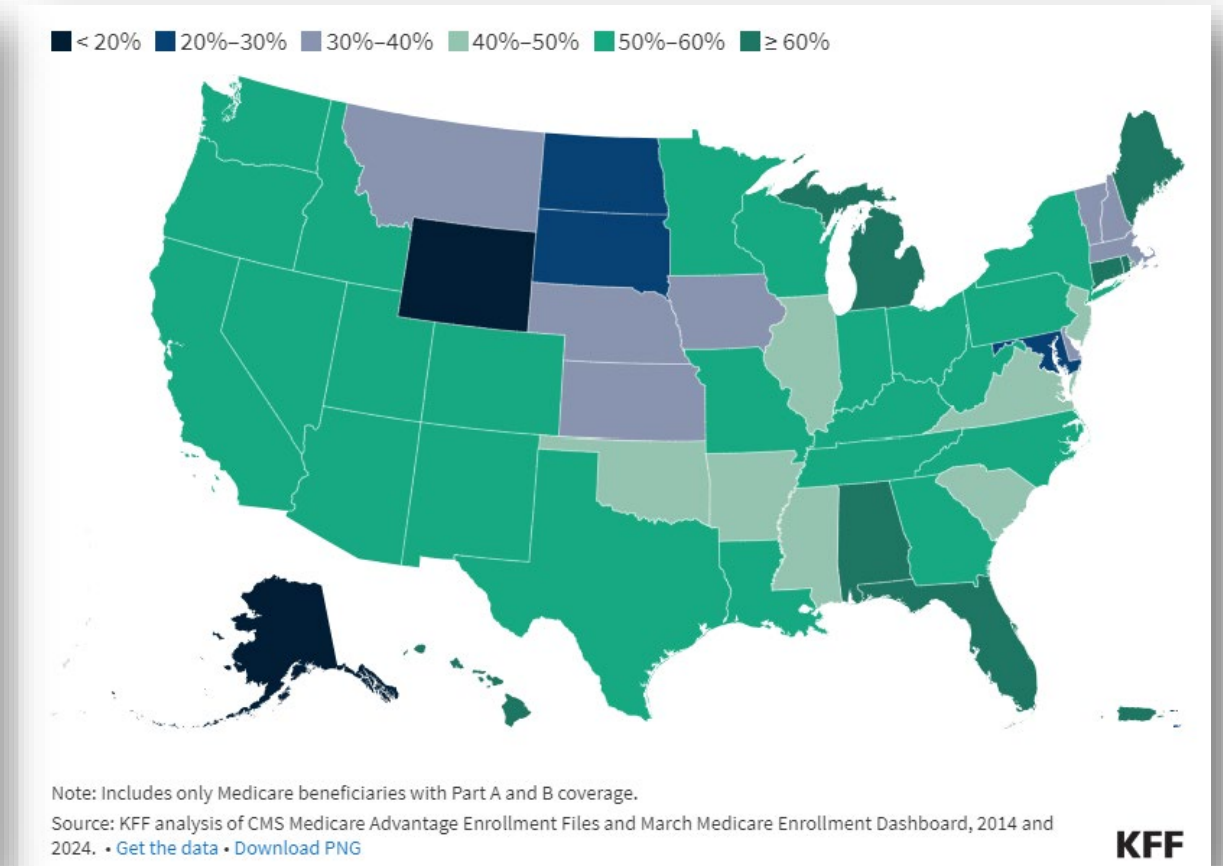 < 20% 20%–30% 30%–40% 40%–50% 50%–60% ≥ 60%
Note: Includes only Medicare beneficiaries with Part A and B coverage.
Source: KFF analysis of CMS Medicare Advantage Enrollment Files and March Medicare Enrollment Dashboard, 2014 and
2024. • Get the data • Download PNG
KFF